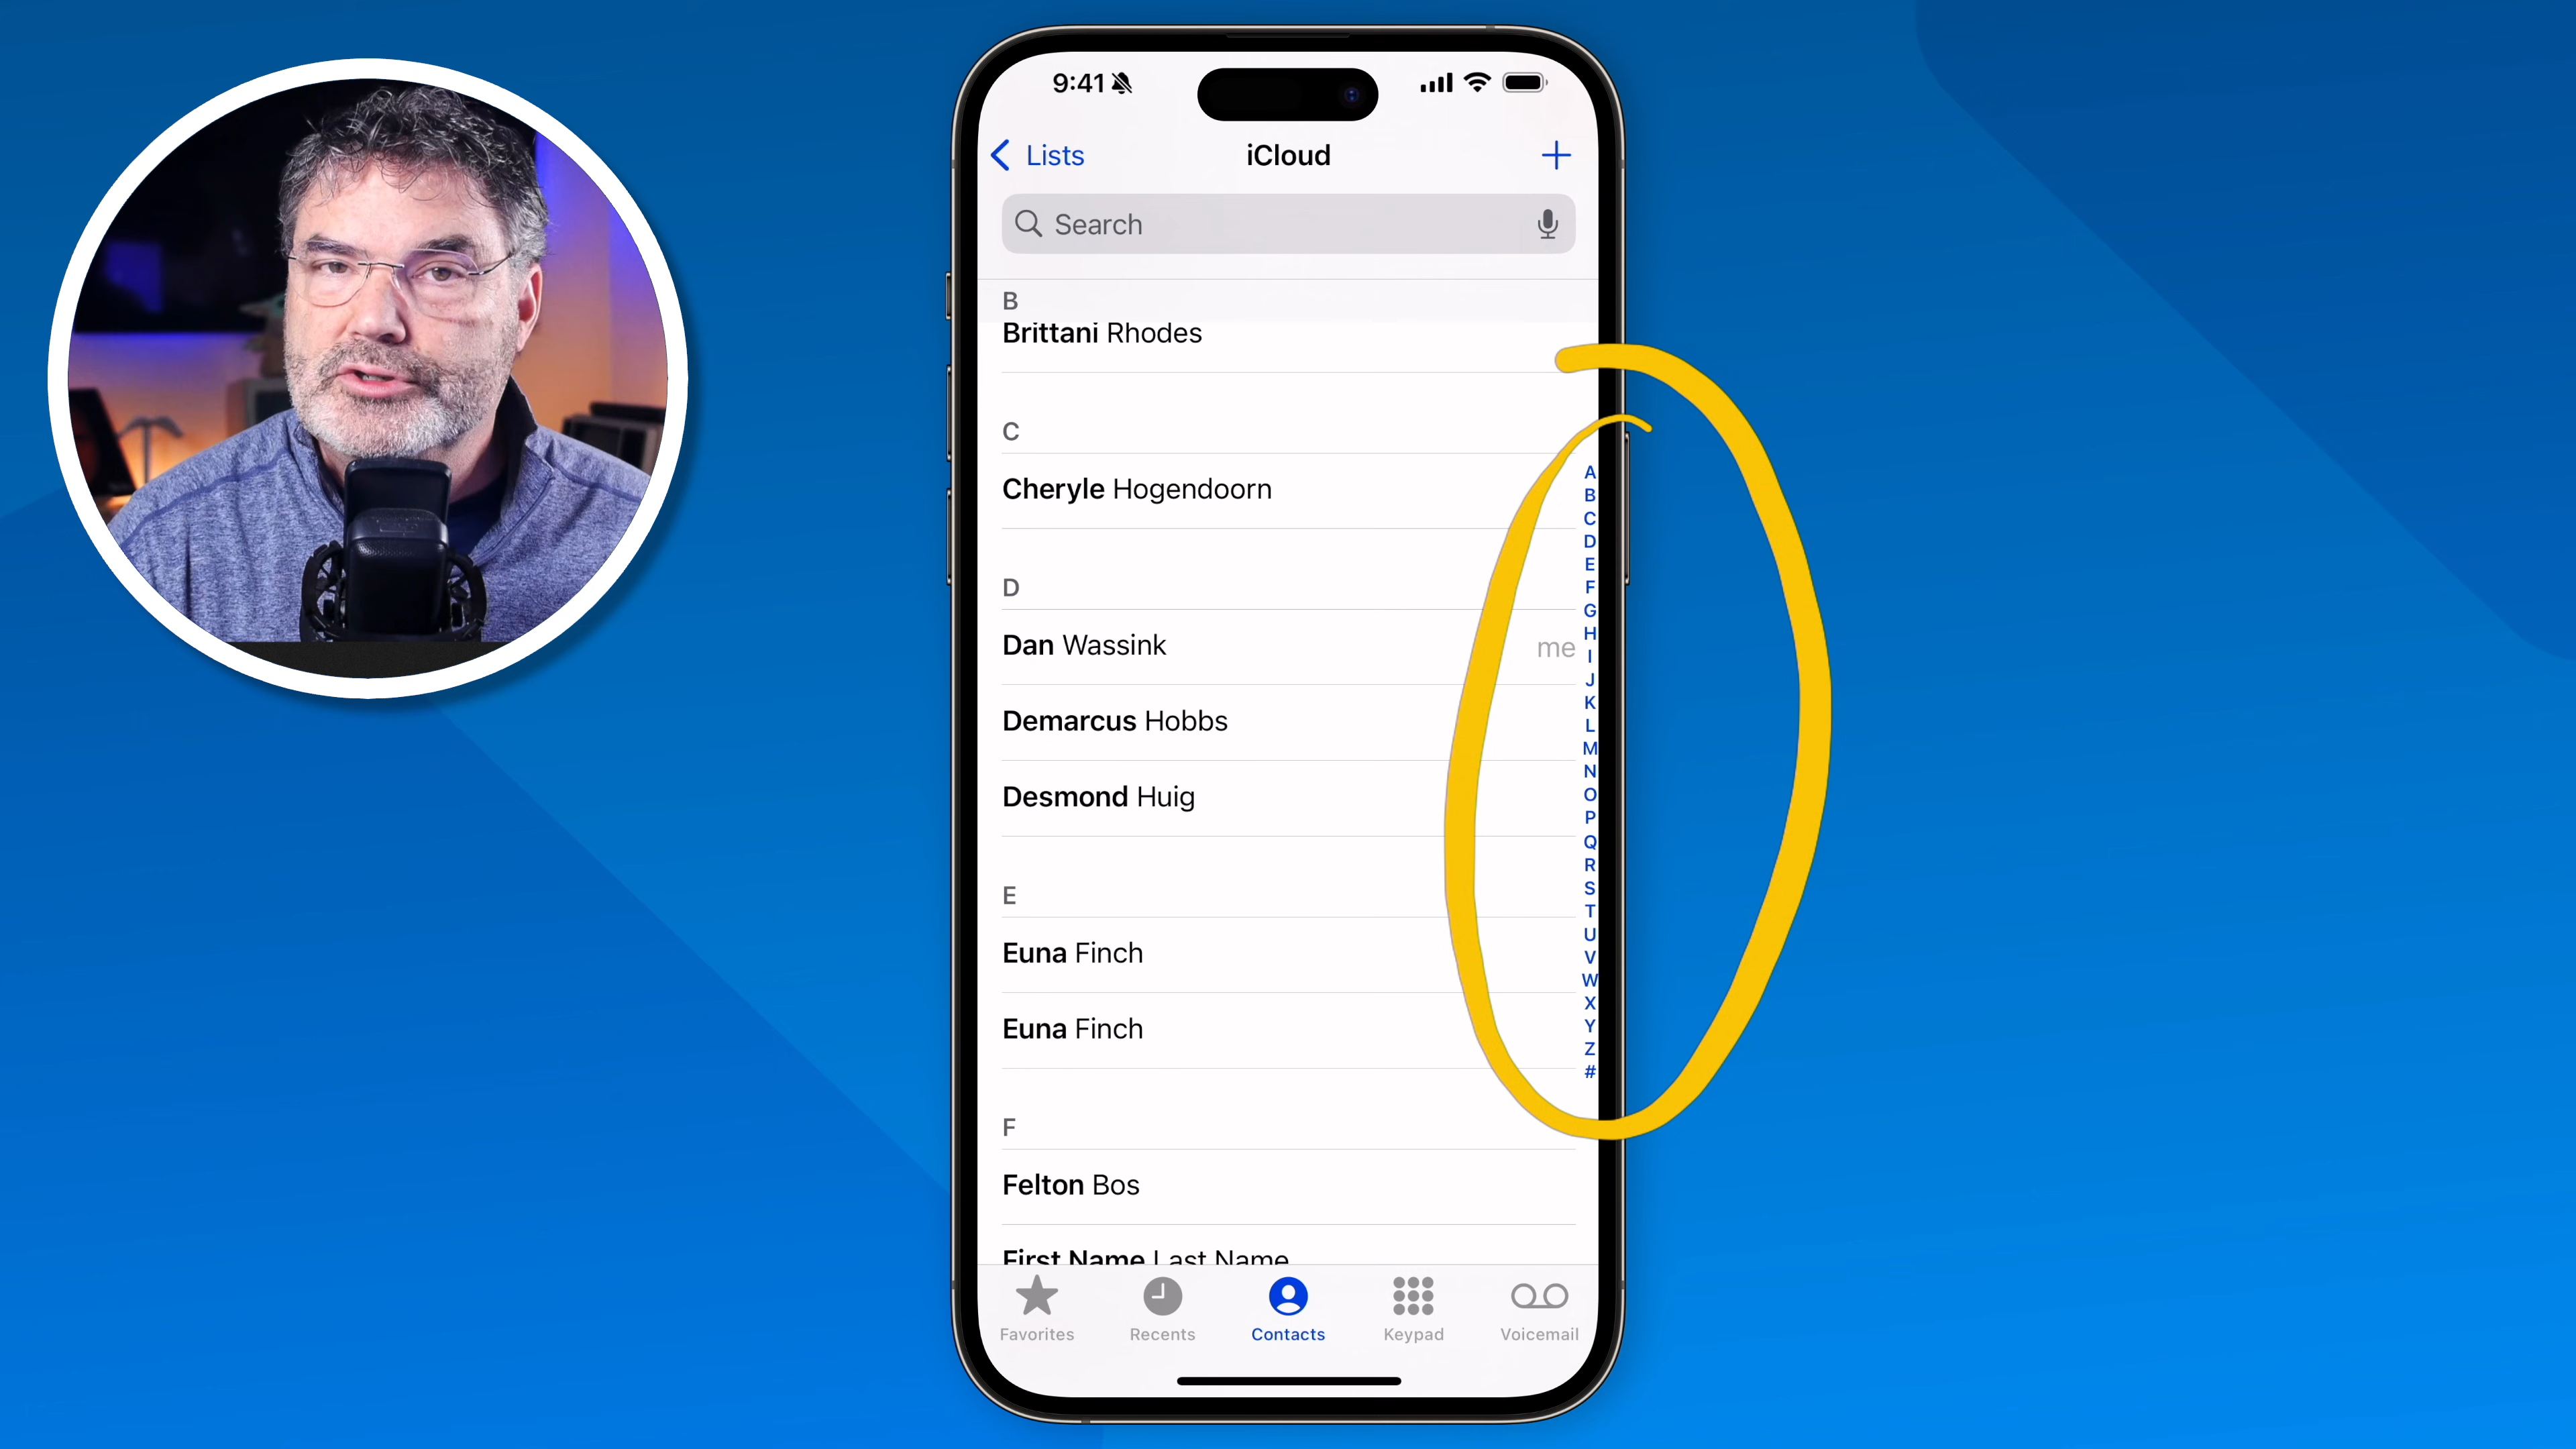 9:41
Lists
iCloud
Search
B
Brittani Rhodes
C
Cheryle Hogendoorn
D
Dan Wassink
me
Demarcus Hobbs
Desmond Huig
E
Euna Finch
Euna Finch
F
Felton Bos
First Name Last Name
A
B
C
D
E
F
G
H
I
J
K
L
M
N
O
P
Q
R
S
T
U
V
W
X
Y
Z
#
Favorites
Recents
Contacts
Keypad
Voicemail